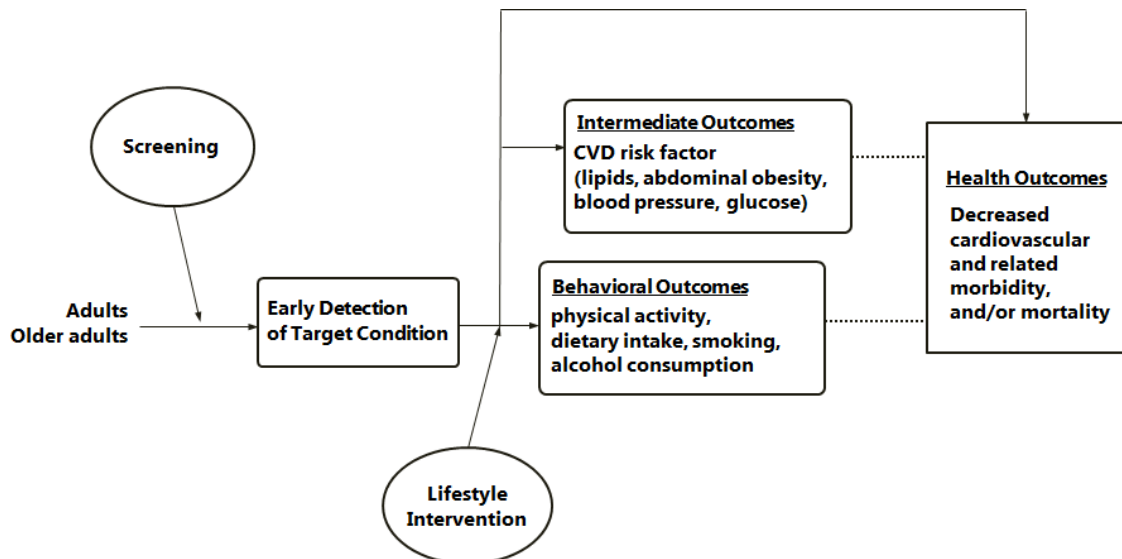 Screening
Adults
Older adults
Early Detection
of Target Condition
Lifestyle
Intervention
Intermediate Outcomes
CVD risk factor
(lipids, abdominal obesity,
blood pressure, glucose)
Behavioral Outcomes
physical activity,
dietary intake, smoking,
alcohol consumption
Health Outcomes
Decreased
cardiovascular
and related
morbidity,
and/or mortality